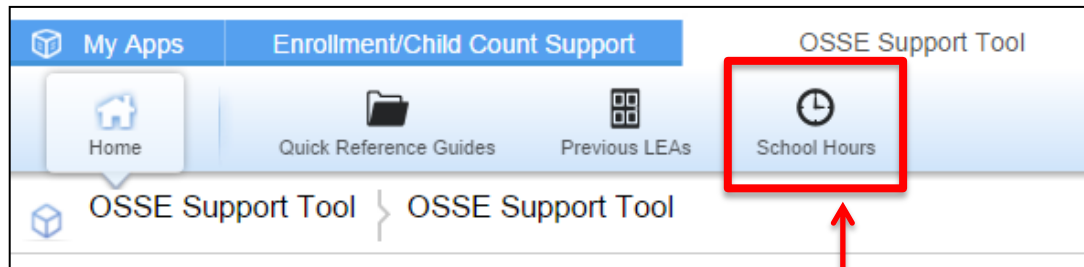 My Apps Enrollment/Child Count Support OSSE Support Tool
Home Quick Reference Guides Previous LEAs School Hours
OSSE Support Tool OSSE Support Tool